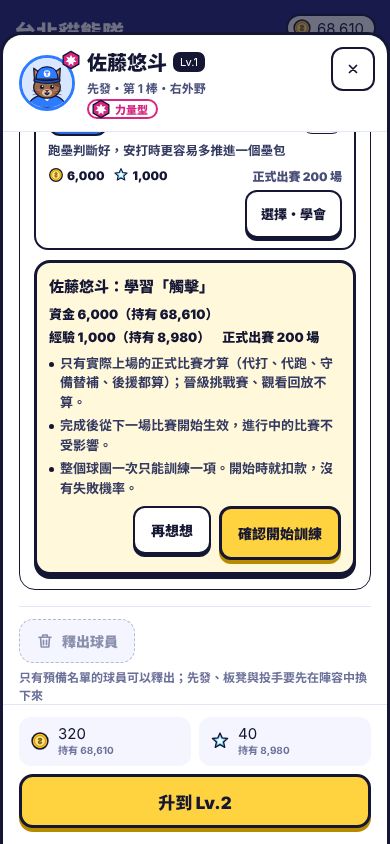 68,610
佐藤悠斗 Lv.1
先發・第 1 棒・右外野
力量型
×
跑壘判斷好，安打時更容易多推進一個壘包
6,000 1,000 正式出賽 200 場
選擇・學會
佐藤悠斗：學習「觸擊」
資金 6,000（持有 68,610）
經驗 1,000（持有 8,980） 正式出賽 200 場
• 只有實際上場的正式比賽才算（代打、代跑、守
備替補、後援都算）；晉級挑戰賽、觀看回放不
算。
• 完成後從下一場比賽開始生效，進行中的比賽不
受影響。
• 整個球團一次只能訓練一項。開始時就扣款，沒
有失敗機率。
再想想 確認開始訓練
釋出球員
只有預備名單的球員可以釋出；先發、板凳與投手要先在陣容中換
下來
320
持有 68,610
40
持有 8,980
升到 Lv.2